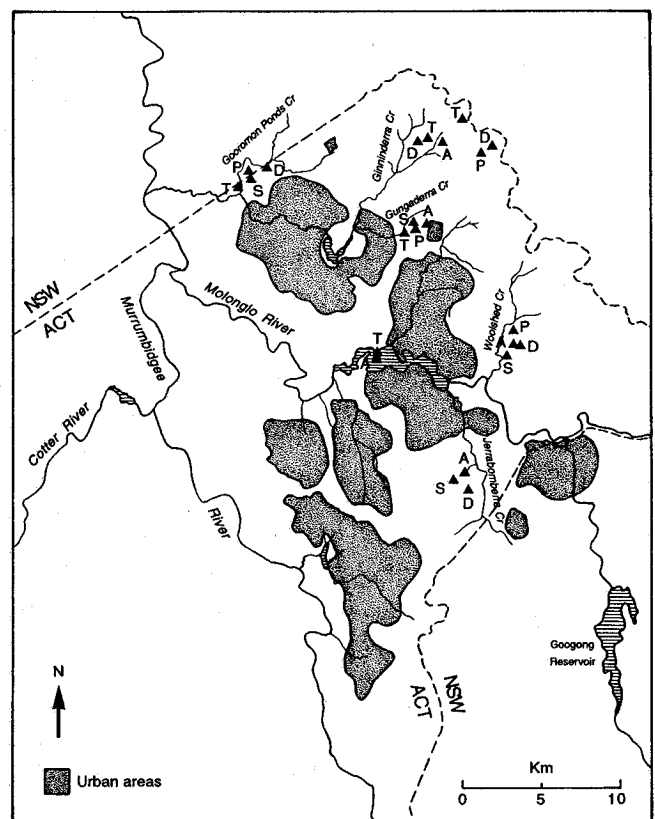 Gooromon Ponds Cr
T
P
D
S
T
Ginninderra Cr
T
D
A
D
P
Gungaderra Cr
S
A
T
P
NSW
ACT
Murrumbidgee
Molonglo River
Woolshed Cr
P
A
D
S
T
Cotter River
River
Jerrabomberra Cr
A
S
D
Googong
Reservoir
NSW
ACT
N
Urban areas
Km
0 5 10